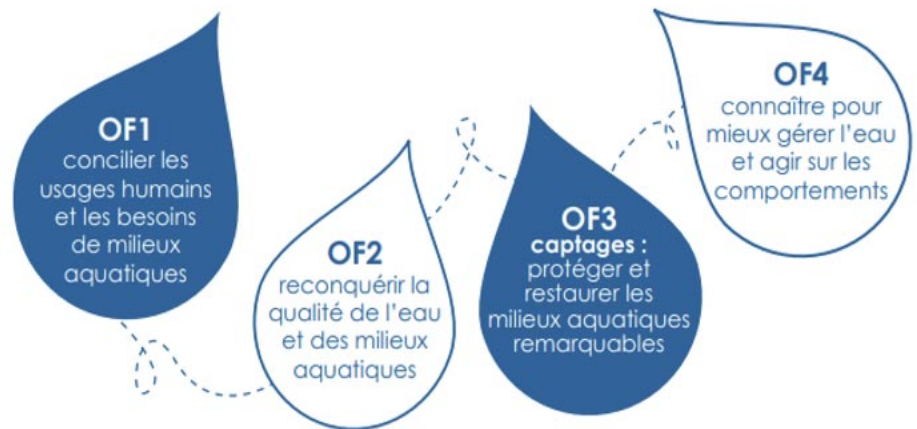 OF1
concilier les
usages humains
et les besoins
de milieux
aquatiques
OF2
reconquérir la
qualité de l'eau
et des milieux
aquatiques
OF3
captages :
protéger et
restaurer les
milieux aquatiques
remarquables
OF4
connaître pour
mieux gérer l'eau
et agir sur les
comportements